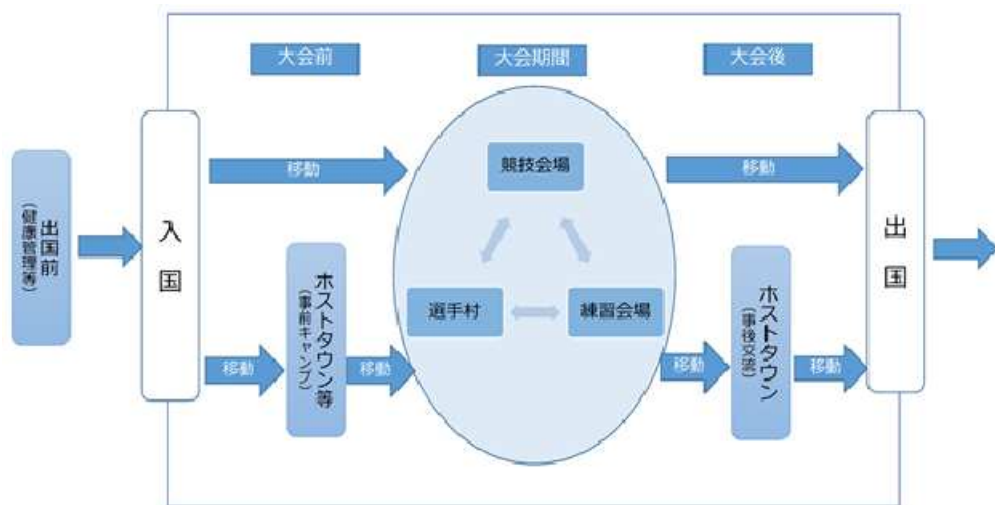 大会前
大会期間
大会後
出国前
(健康管理等)
入国
移動
競技会場
移動
出国
ホストタウン等
(事前キャンプ)
選手村
練習会場
ホストタウン
(事後交流)
移動
移動
移動
移動